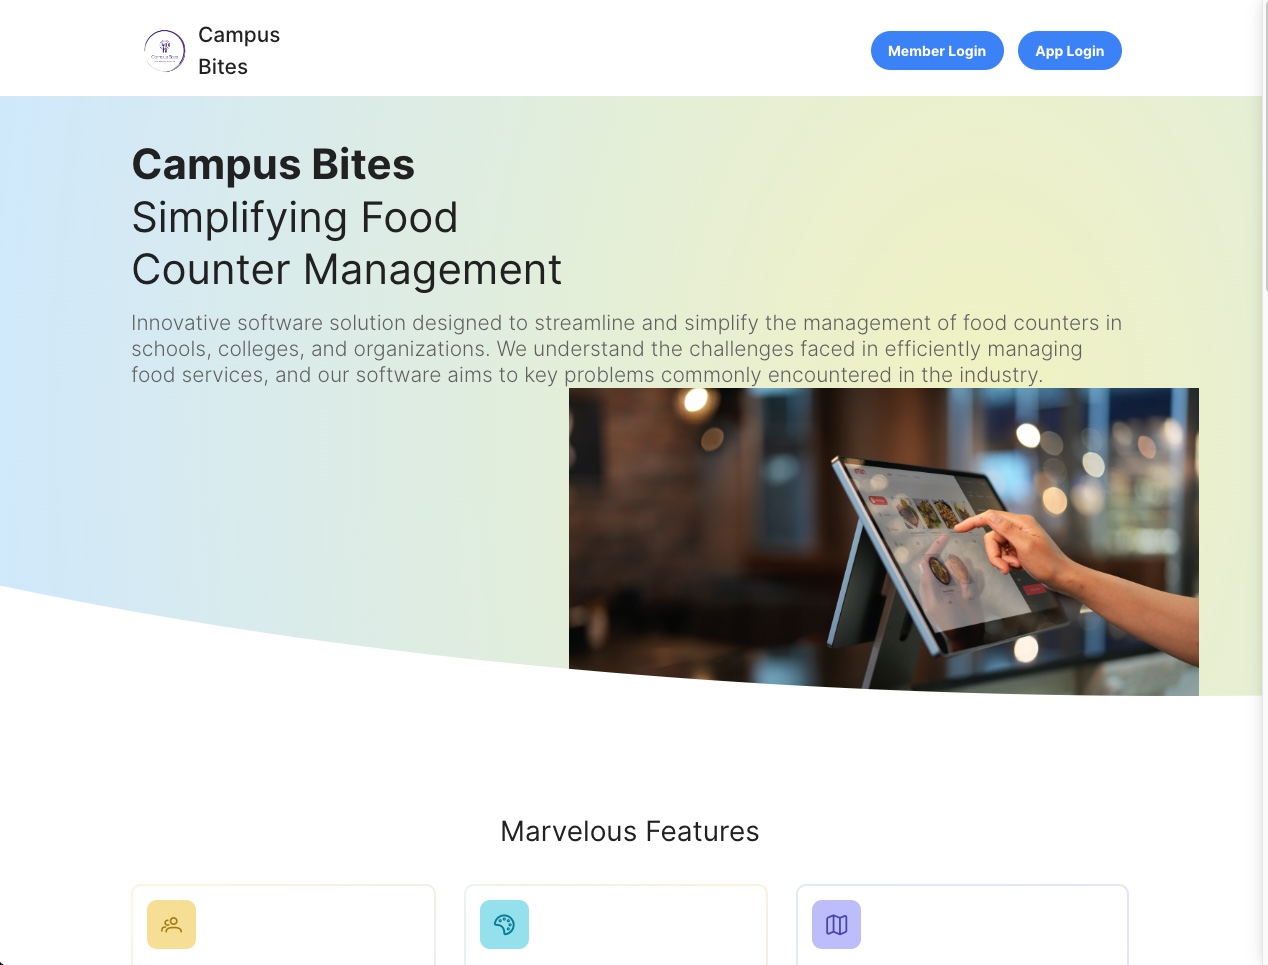 Campus
Bites
Member Login
App Login
Campus Bites
Simplifying Food
Counter Management
Innovative software solution designed to streamline and simplify the management of food counters in
schools, colleges, and organizations. We understand the challenges faced in efficiently managing
food services, and our software aims to key problems commonly encountered in the industry.
Marvelous Features